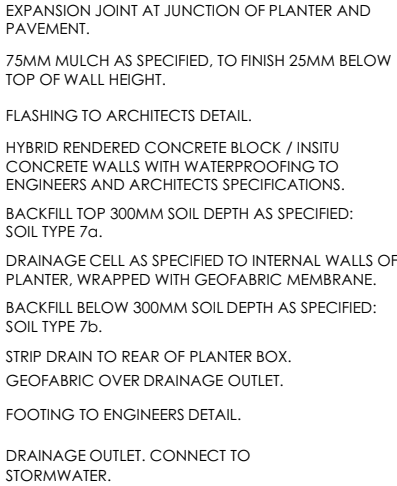 EXPANSION JOINT AT JUNCTION OF PLANTER AND
PAVEMENT.
75MM MULCH AS SPECIFIED, TO FINISH 25MM BELOW
TOP OF WALL HEIGHT.
FLASHING TO ARCHITECTS DETAIL.
HYBRID RENDERED CONCRETE BLOCK / INSITU
CONCRETE WALLS WITH WATERPROOFING TO
ENGINEERS AND ARCHITECTS SPECIFICATIONS.
BACKFILL TOP 300MM SOIL DEPTH AS SPECIFIED:
SOIL TYPE 7a.
DRAINAGE CELL AS SPECIFIED TO INTERNAL WALLS OF
PLANTER, WRAPPED WITH GEOFABRIC MEMBRANE.
BACKFILL BELOW 300MM SOIL DEPTH AS SPECIFIED:
SOIL TYPE 7b.
STRIP DRAIN TO REAR OF PLANTER BOX.
GEOFABRIC OVER DRAINAGE OUTLET.
FOOTING TO ENGINEERS DETAIL.
DRAINAGE OUTLET. CONNECT TO
STORMWATER.